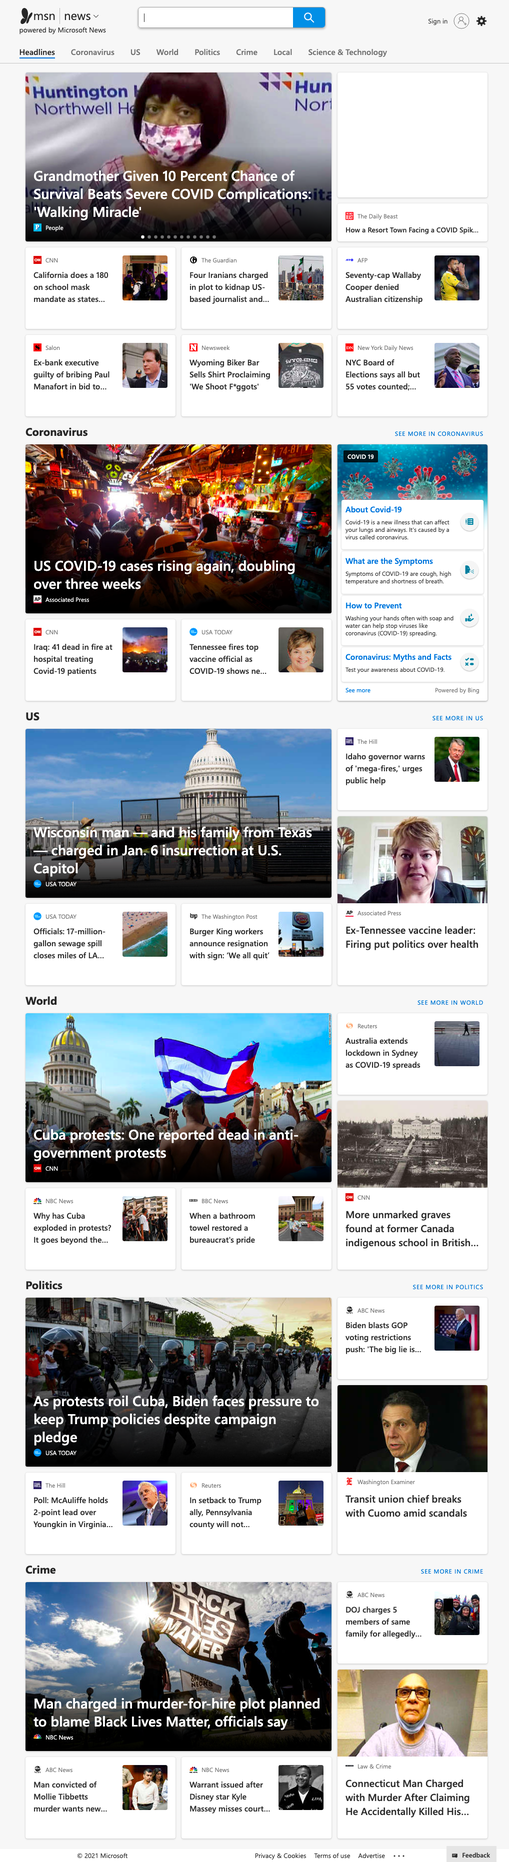 msn | news
powered by Microsoft News
Sign in
Headlines Coronavirus US World Politics Crime Local Science & Technology
Huntington
Northwell
Grandmother Given 10 Percent Chance of
Survival Beats Severe COVID Complications:
'Walking Miracle'
People
The Daily Beast
How a Resort Town Facing a COVID Spik...
CNN
California does a 180
on school mask
mandate as states...
The Guardian
Four Iranians charged
in plot to kidnap US-
based journalist and...
AFP
Seventy-cap Wallaby
Cooper denied
Australian citizenship
Salon
Ex-bank executive
guilty of bribing Paul
Manafort in bid to...
Newsweek
Wyoming Biker Bar
Sells Shirt Proclaiming
'We Shoot F*ggots'
New York Daily News
NYC Board of
Elections says all but
55 votes counted;...
Coronavirus
SEE MORE IN CORONAVIRUS
US COVID-19 cases rising again, doubling
over three weeks
Associated Press
COVID 19
About Covid-19
Covid-19 is a new illness that can affect
your lungs and airways. It's caused by a
virus called coronavirus.
What are the Symptoms
Symptoms of COVID-19 are cough, high
temperature and shortness of breath.
How to Prevent
Washing your hands often with soap and
water can help stop viruses like
coronavirus (COVID-19) spreading.
Coronavirus: Myths and Facts
Test your awareness about COVID-19.
See more
Powered by Bing
CNN
Iraq: 41 dead in fire at
hospital treating
Covid-19 patients
USA TODAY
Tennessee fires top
vaccine official as
COVID-19 shows ne...
US
SEE MORE IN US
Wisconsin man — and his family from Texas
— charged in Jan. 6 insurrection at U.S.
Capitol
USA TODAY
The Hill
Idaho governor warns
of 'mega-fires,' urges
public help
Associated Press
Ex-Tennessee vaccine leader:
Firing put politics over health
USA TODAY
Officials: 17-million-
gallon sewage spill
closes miles of LA...
The Washington Post
Burger King workers
announce resignation
with sign: 'We all quit'
World
SEE MORE IN WORLD
Cuba protests: One reported dead in anti-
government protests
CNN
Reuters
Australia extends
lockdown in Sydney
as COVID-19 spreads
CNN
More unmarked graves
found at former Canada
indigenous school in British...
NBC News
Why has Cuba
exploded in protests?
It goes beyond the...
BBC News
When a bathroom
towel restored a
bureaucrat's pride
Politics
SEE MORE IN POLITICS
As protests roil Cuba, Biden faces pressure to
keep Trump policies despite campaign
pledge
USA TODAY
ABC News
Biden blasts GOP
voting restrictions
push: 'The big lie is...
Washington Examiner
Transit union chief breaks
with Cuomo amid scandals
The Hill
Poll: McAuliffe holds
2-point lead over
Youngkin in Virginia...
Reuters
In setback to Trump
ally, Pennsylvania
county will not...
Crime
SEE MORE IN CRIME
BLACK
LIVES
MATTER
Man charged in murder-for-hire plot planned
to blame Black Lives Matter, officials say
NBC News
ABC News
DOJ charges 5
members of same
family for allegedly...
Law & Crime
Connecticut Man Charged
with Murder After Claiming
He Accidentally Killed His...
ABC News
Man convicted of
Mollie Tibbetts
murder wants new...
NBC News
Warrant issued after
Disney star Kyle
Massey misses court...
© 2021 Microsoft
Privacy & Cookies Terms of use Advertise ...
Feedback